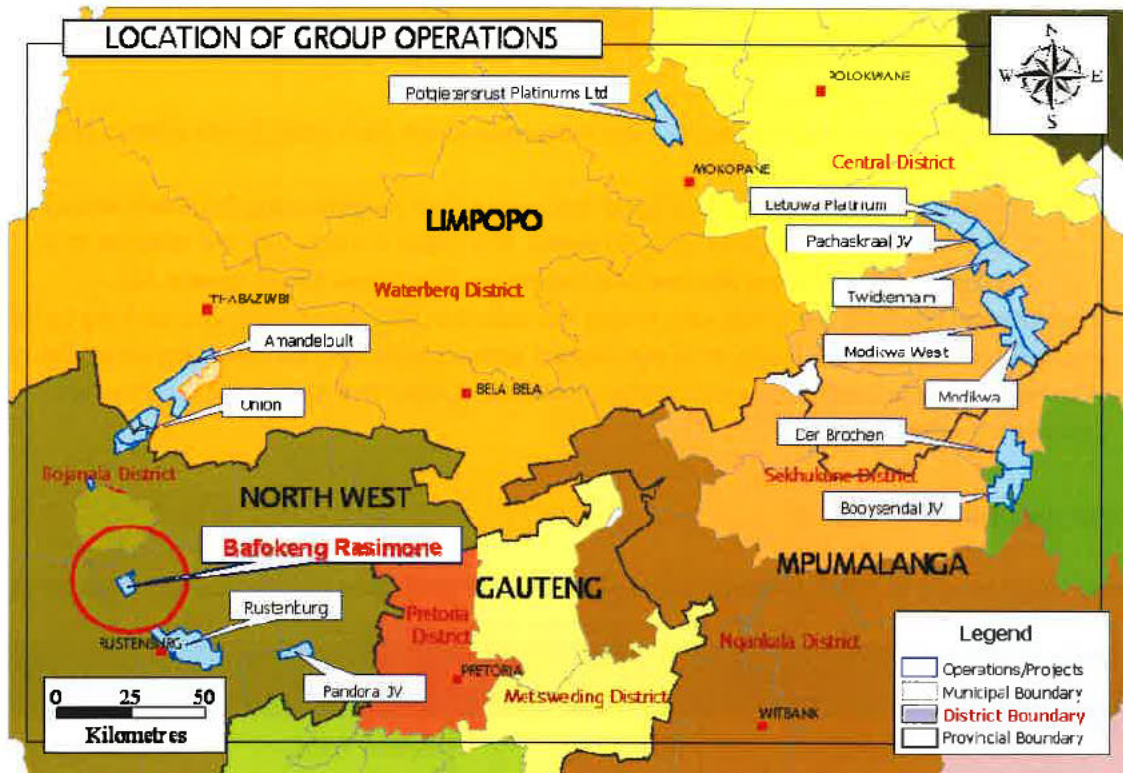 LOCATION OF GROUP OPERATIONS
N
W E
S
POLOKWANE
Potgietersrust Platinums Ltd
Central District
MOKOPANE
Lebowa Platinum
LIMPOPO
Pachaskraal JV
Twickenham
Waterberg District
THABAZIMBI
Amandelbult
Modikwa West
BELA BELA
Modikwa
Union
Der Brochen
Bojanala District
Sekhukune District
NORTH WEST
Booysendal JV
Bafokeng Rasimone
MPUMALANGA
GAUTENG
Rustenburg
Pretoria
District
RUSTENBURG
Nqankala District
PRETORIA
Pandora JV
Metsweding District
WITBANK
0 25 50
Kilometres
Legend
Operations/Projects
Municipal Boundary
District Boundary
Provincial Boundary